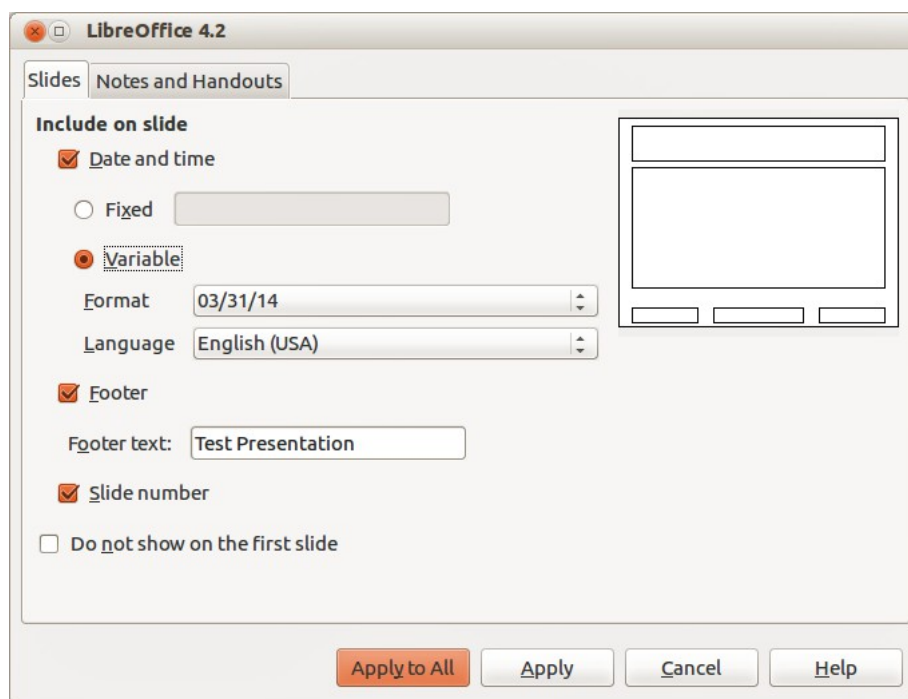 LibreOffice 4.2
Slides Notes and Handouts
Include on slide
Date and time
Fixed
Variable
Format 03/31/14
Language English (USA)
Footer
Footer text: Test Presentation
Slide number
Do not show on the first slide
Apply to All Apply Cancel Help